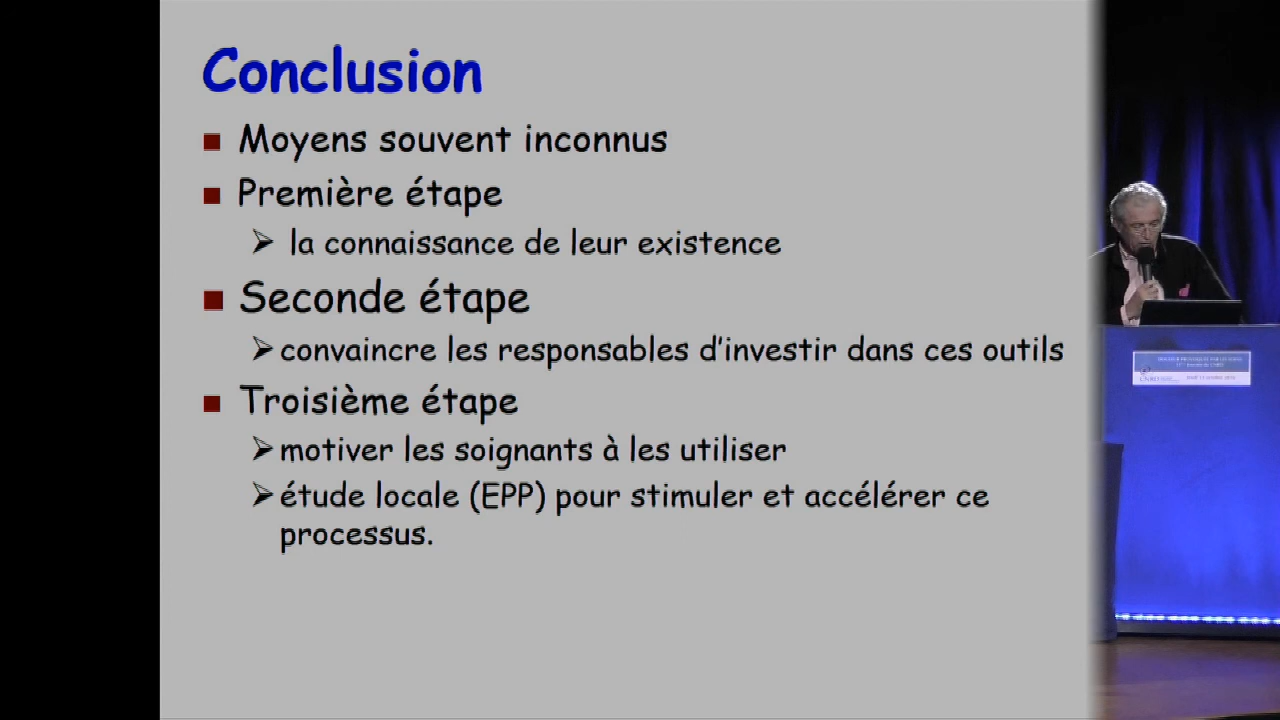 Conclusion
Moyens souvent inconnus
Première étape
la connaissance de leur existence
Seconde étape
convaincre les responsables d'investir dans ces outils
Troisième étape
motiver les soignants à les utiliser
étude locale (EPP) pour stimuler et accélérer ce
processus.